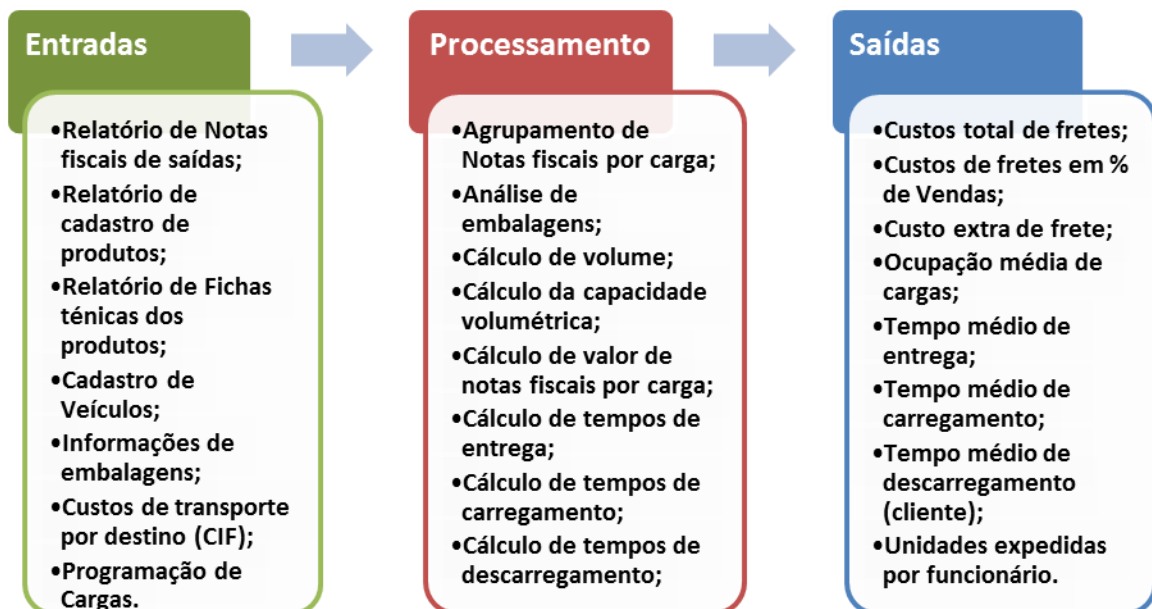 Entradas
•Relatório de Notas
fiscais de saídas;
•Relatório de
cadastro de
produtos;
•Relatório de Fichas
ténicas dos
produtos;
•Cadastro de
Veículos;
•Informações de
embalagens;
•Custos de transporte
por destino (CIF);
•Programação de
Cargas.
Processamento
•Agrupamento de
Notas fiscais por carga;
•Análise de
embalagens;
•Cálculo de volume;
•Cálculo da capacidade
volumétrica;
•Cálculo de valor de
notas fiscais por carga;
•Cálculo de tempos de
entrega;
•Cálculo de tempos de
carregamento;
•Cálculo de tempos de
descarregamento;
Saídas
•Custos total de fretes;
•Custos de fretes em %
de Vendas;
•Custo extra de frete;
•Ocupação média de
cargas;
•Tempo médio de
entrega;
•Tempo médio de
carregamento;
•Tempo médio de
descarregamento
(cliente);
•Unidades expedidas
por funcionário.